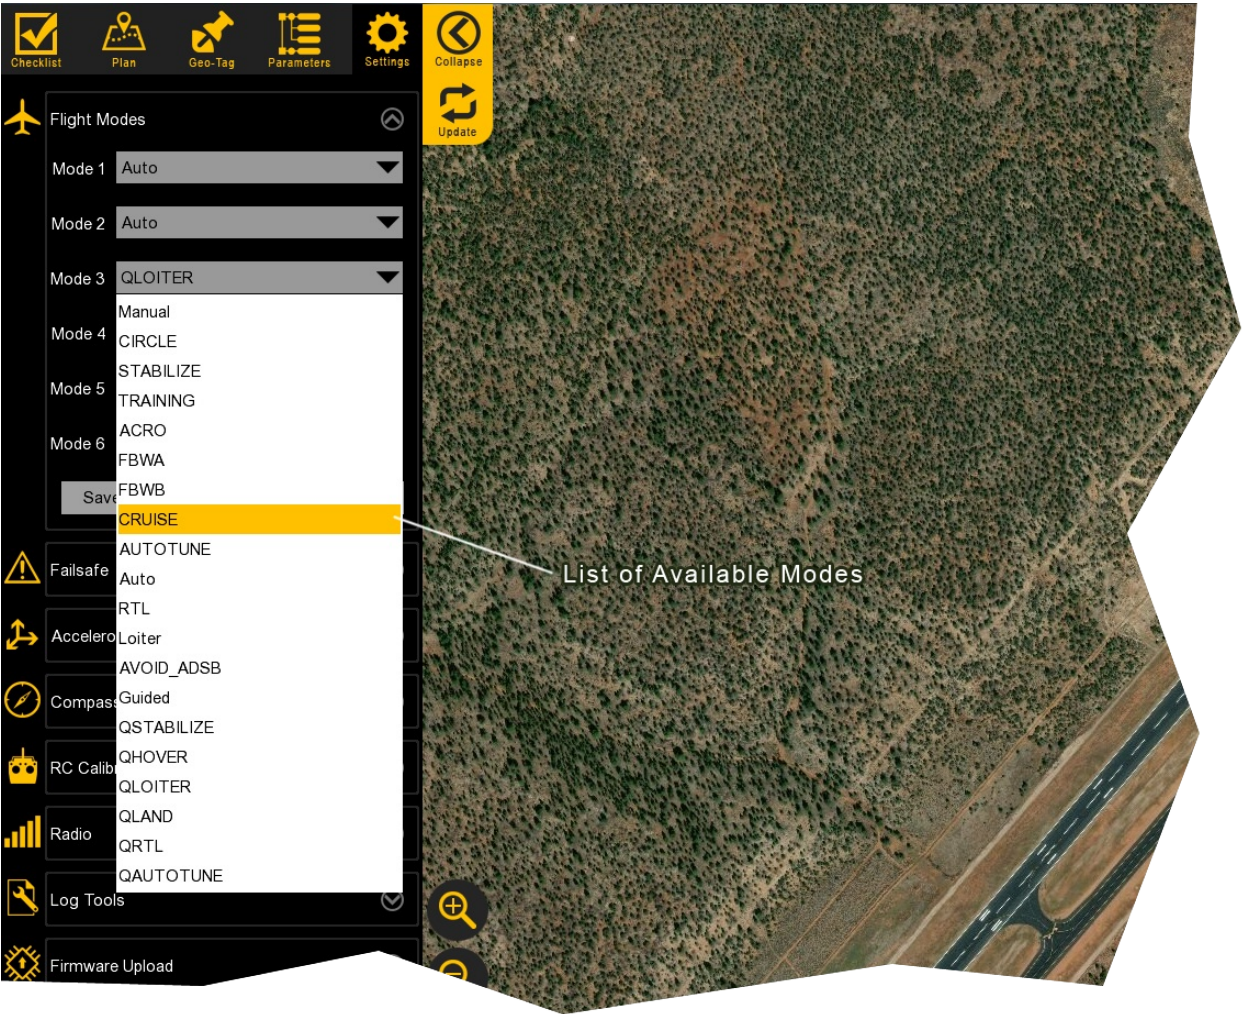 Checklist
Plan
Geo-Tag
Parameters
Settings
Collapse
Update
Flight Modes
Mode 1 Auto
Mode 2 Auto
Mode 3 QLOITER
Mode 4
Mode 5
Mode 6
Manual
CIRCLE
STABILIZE
TRAINING
ACRO
FBWA
FBWB
CRUISE
AUTOTUNE
Auto
RTL
Loiter
AVOID_ADSB
Guided
QSTABILIZE
QHOVER
QLOITER
QLAND
QRTL
QAUTOTUNE
Save
Failsafe
Accelero
Compass
RC Calib
Radio
Log Tools
Firmware Upload
List of Available Modes